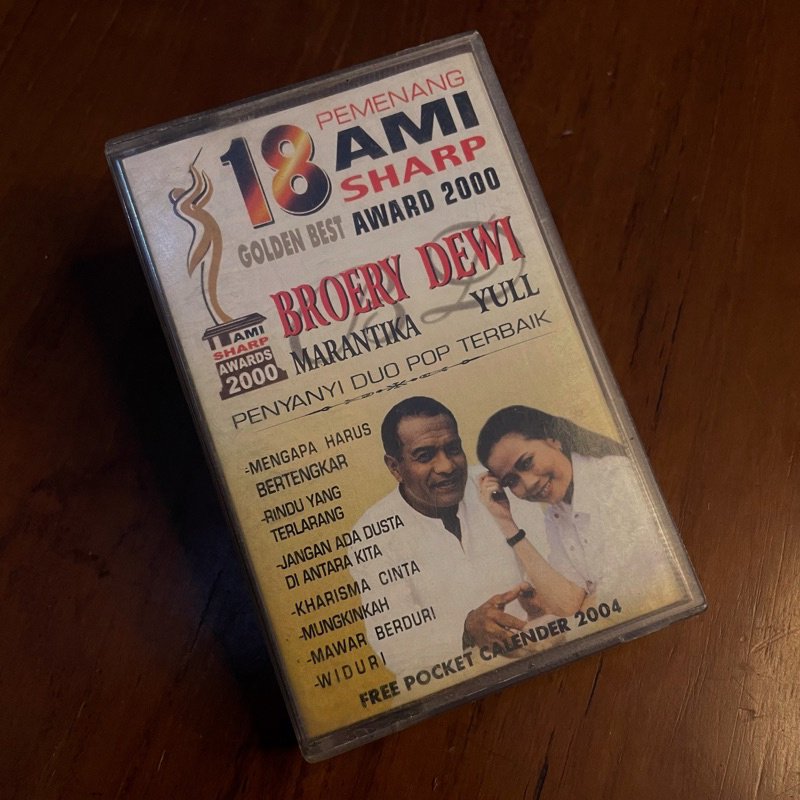 PEMENANG
18 AMI
SHARP
GOLDEN BEST AWARD 2000
BROERY DEWI
MARANTIKA YULL
PENYANYI DUO POP TERBAIK
AMI
SHARP
AWARDS
2000
-MENGAPA HARUS
BERTENGKAR
-RINDU YANG
TERLARANG
-JANGAN ADA DUSTA
DI ANTARA KITA
-KHARISMA CINTA
-MUNGKINKAH
-MAWAR BERDURI
-WIDURI
FREE POCKET CALENDER 2004